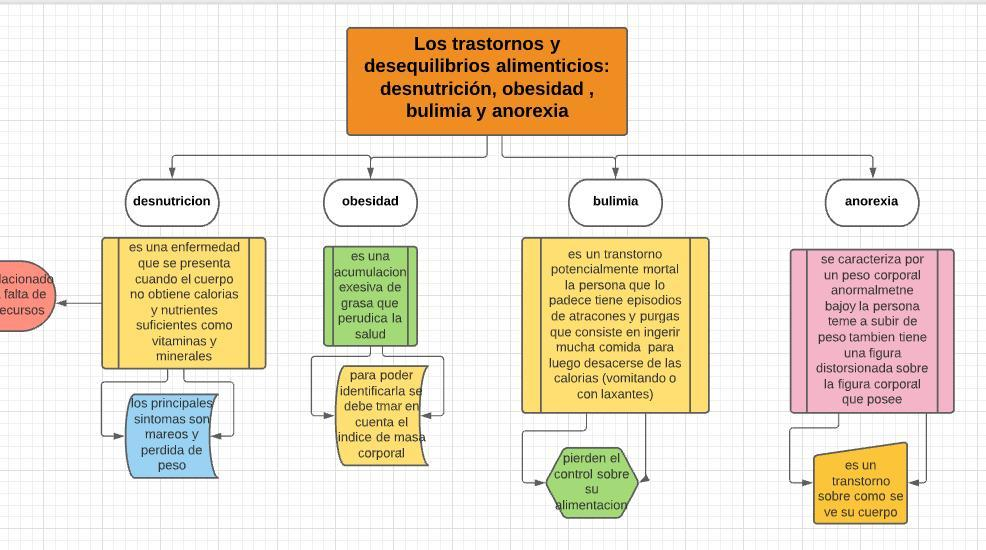 Los trastornos y
desequilibrios alimenticios:
desnutrición, obesidad ,
bulimia y anorexia
desnutricion
obesidad
bulimia
anorexia
lacionado
falta de
ecursos
es una enfermedad
que se presenta
cuando el cuerpo
no obtiene calorias
y nutrientes
suficientes como
vitaminas y
minerales
es una
acumulacion
exesiva de
grasa que
perudica la
salud
es un transtorno
potencialmente mortal
la persona que lo
padece tiene episodios
de atracones y purgas
que consiste en ingerir
mucha comida para
luego desacerse de las
calorias (vomitando o
con laxantes)
se caracteriza por
un peso corporal
anormalmetne
bajoy la persona
teme a subir de
peso tambien tiene
una figura
distorsionada sobre
la figura corporal
que posee
los principales
sintomas son
mareos y
perdida de
peso
para poder
identificarla se
debe tmar en
cuenta el
indice de masa
corporal
pierden el
control sobre
su
alimentacion
es un
transtorno
sobre como se
ve su cuerpo